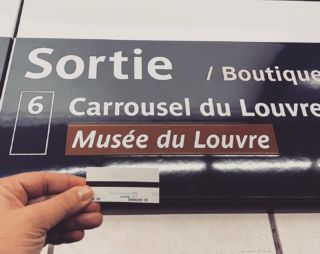 Sortie / Boutique
6 Carrousel du Louvre
Musée du Louvre